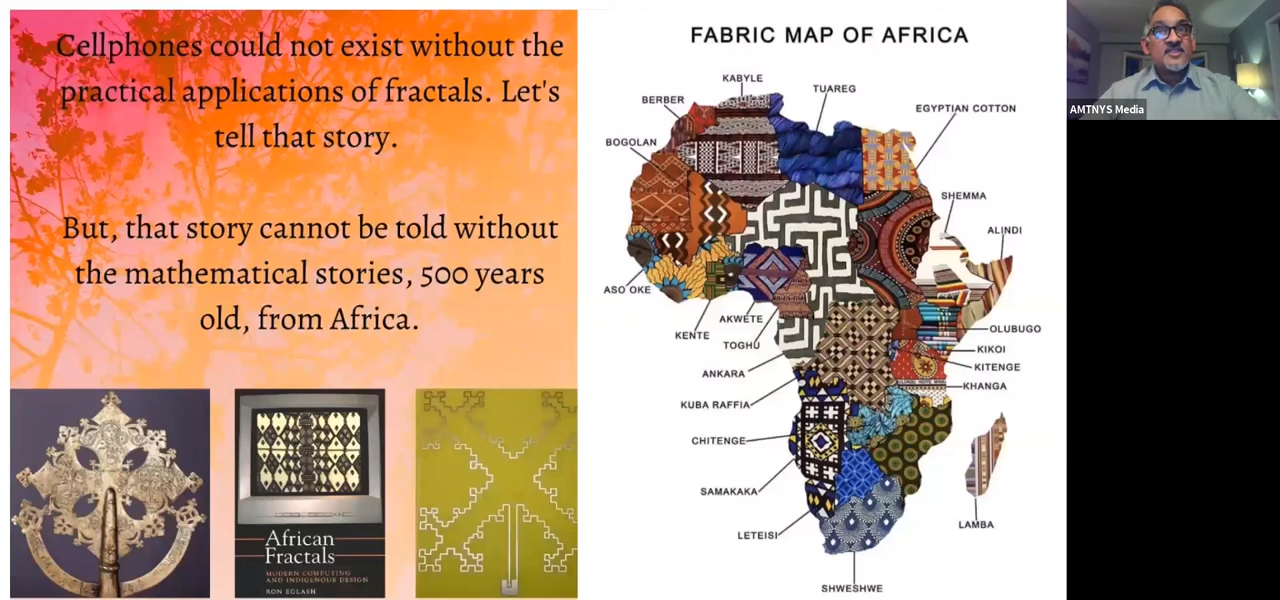 Cellphones could not exist without the
practical applications of fractals. Let's
tell that story.
But, that story cannot be told without
the mathematical stories, 500 years
old, from Africa.
African
Fractals
MODERN COMPUTING
AND INDIGENOUS DESIGN
RON EGLASH
FABRIC MAP OF AFRICA
KABYLE
TUAREG
BERBER
EGYPTIAN COTTON
BOGOLAN
SHEMMA
ALINDI
ASO OKE
AKWETE
KENTE
TOGHU
OLUBUGO
KIKOI
KITENGE
ANKARA
KHANGA
KUBA RAFFIA
CHITENGE
SAMAKAKA
LAMBA
LETEISI
SHWESHWE
AMTNYS Media